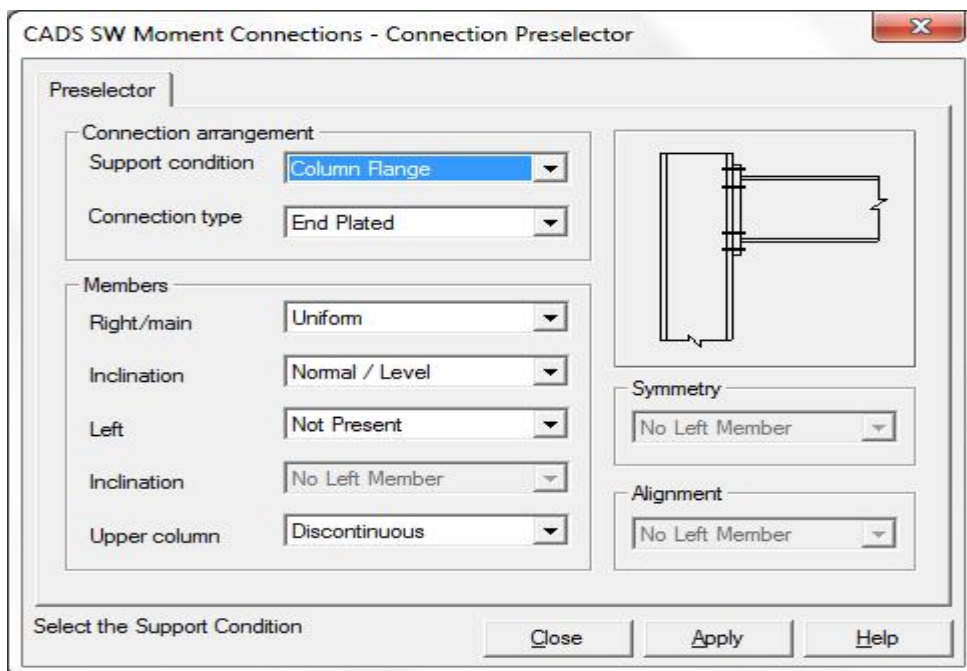 CADS SW Moment Connections - Connection Preselector
Preselector
Connection arrangement
Support condition Column Flange
Connection type End Plated
Members
Right/main Uniform
Inclination Normal / Level
Left Not Present
Inclination No Left Member
Upper column Discontinuous
Symmetry
No Left Member
Alignment
No Left Member
Select the Support Condition
Close Apply Help